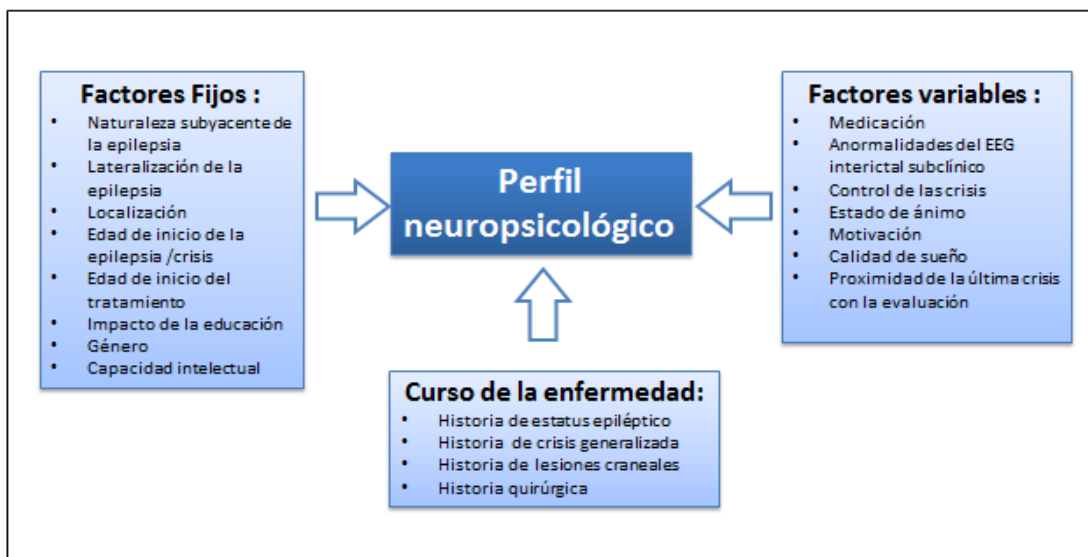 Factores Fijos :
• Naturaleza subyacente de
la epilepsia
• Lateralización de la
epilepsia
• Localización
• Edad de inicio de la
epilepsia /crisis
• Edad de inicio del
tratamiento
• Impacto de la educación
• Género
• Capacidad intelectual
Perfil
neuropsicológico
Factores variables :
• Medicación
• Anormalidades del EEG
interictal subclínico
• Control de las crisis
• Estado de ánimo
• Motivación
• Calidad de sueño
• Proximidad de la última crisis
con la evaluación
Curso de la enfermedad:
• Historia de estatus epiléptico
• Historia de crisis generalizada
• Historia de lesiones craneales
• Historia quirúrgica